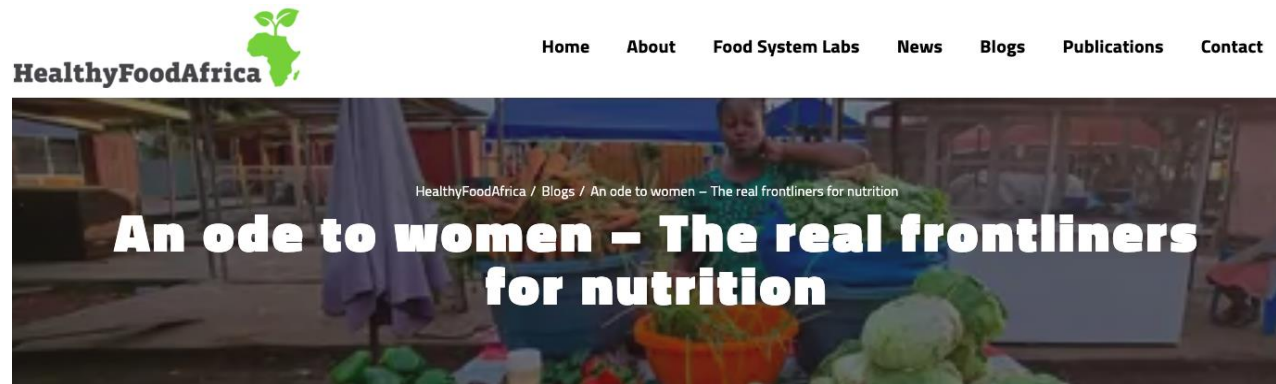 HealthyFoodAfrica
Home About Food System Labs News Blogs Publications Contact
HealthyFoodAfrica / Blogs / An ode to women – The real frontliners for nutrition
An ode to women – The real frontliners
for nutrition